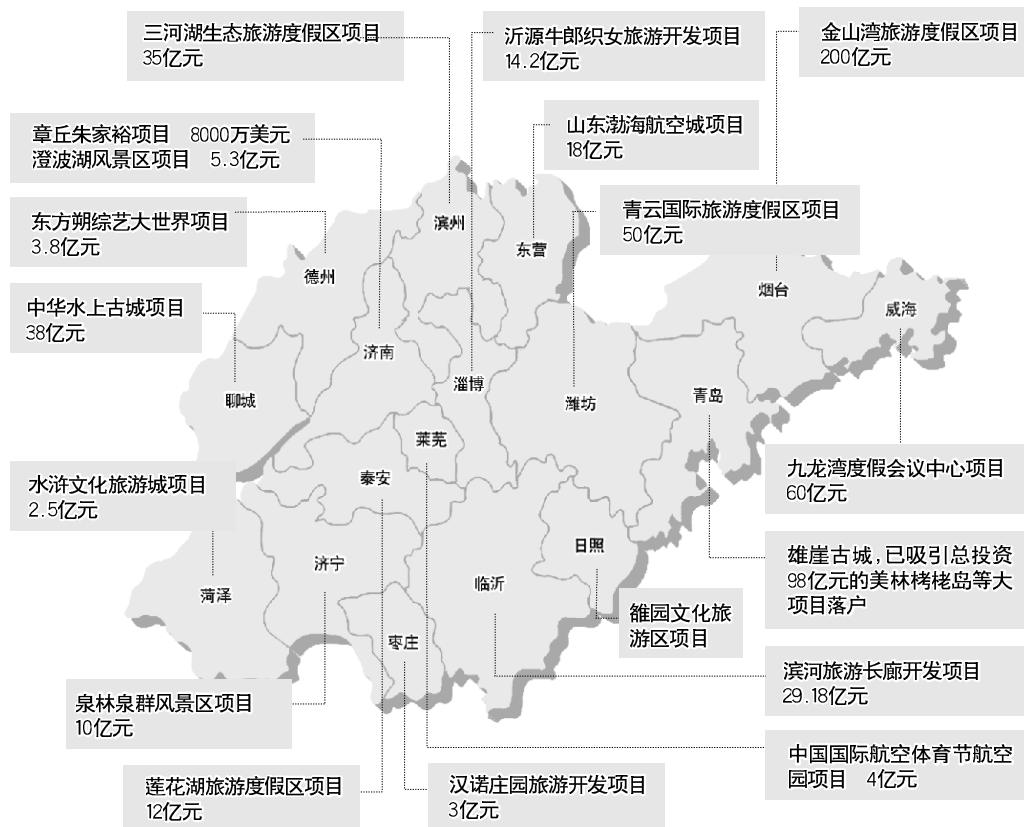 三河湖生态旅游度假区项目
35亿元
沂源牛郎织女旅游开发项目
14.2亿元
金山湾旅游度假区项目
200亿元
章丘朱家裕项目 8000万美元
澄波湖风景区项目 5.3亿元
山东渤海航空城项目
18亿元
东方朔综艺大世界项目
3.8亿元
青云国际旅游度假区项目
50亿元
中华水上古城项目
38亿元
滨州
东营
德州
烟台
威海
济南
淄博
潍坊
青岛
聊城
莱芜
泰安
水浒文化旅游城项目
2.5亿元
九龙湾度假会议中心项目
60亿元
日照
济宁
临沂
菏泽
枣庄
雄崖古城,已吸引总投资
98亿元的美林栲栳岛等大
项目落户
雒园文化旅
游区项目
滨河旅游长廊开发项目
29.18亿元
泉林泉群风景区项目
10亿元
中国国际航空体育节航空
园项目 4亿元
莲花湖旅游度假区项目
12亿元
汉诺庄园旅游开发项目
3亿元